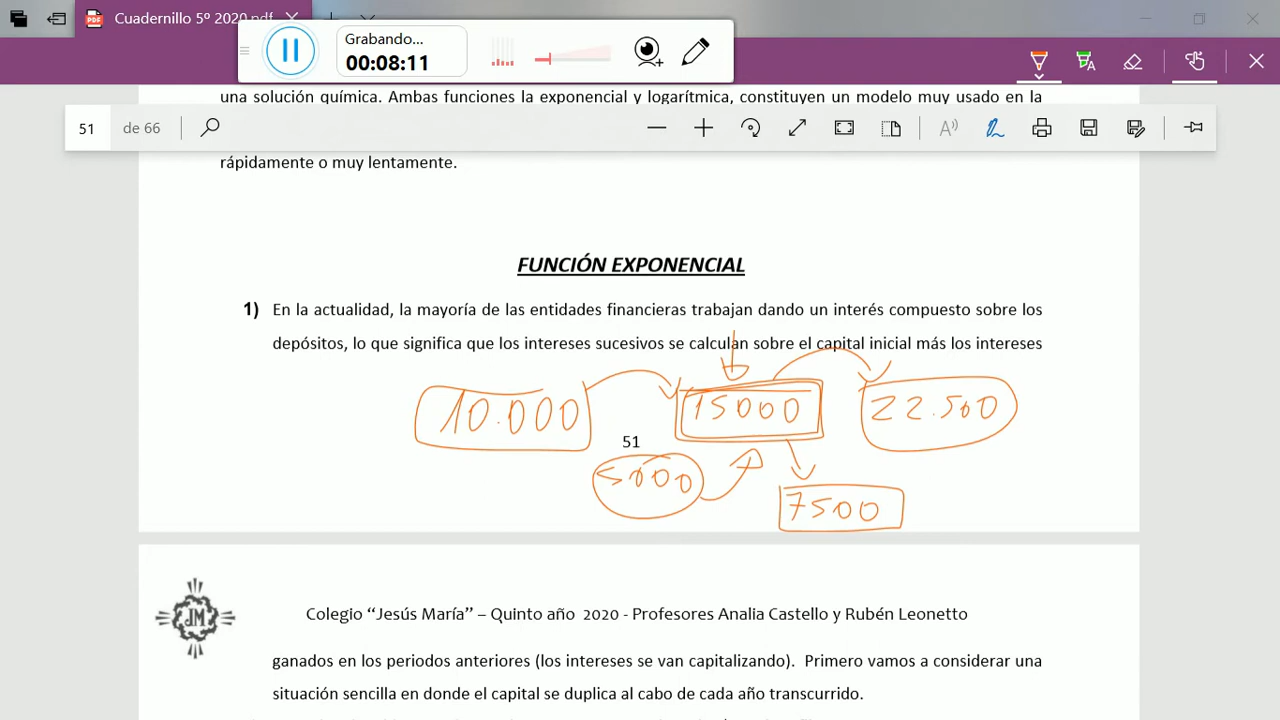 Cuadernillo 5º 2020.pdf
PDF
Grabando...
00:08:11
una solución química. Ambas funciones la exponencial y logarítmica, constituyen un modelo muy usado en la
51 de 66
rápidamente o muy lentamente.
FUNCIÓN EXPONENCIAL
1) En la actualidad, la mayoría de las entidades financieras trabajan dando un interés compuesto sobre los
depósitos, lo que significa que los intereses sucesivos se calculan sobre el capital inicial más los intereses
10.000 15000 22.500
51
5000
7500
JM
Colegio “Jesús María” – Quinto año 2020 - Profesores Analia Castello y Rubén Leonetto
ganados en los periodos anteriores (los intereses se van capitalizando). Primero vamos a considerar una
situación sencilla en donde el capital se duplica al cabo de cada año transcurrido.